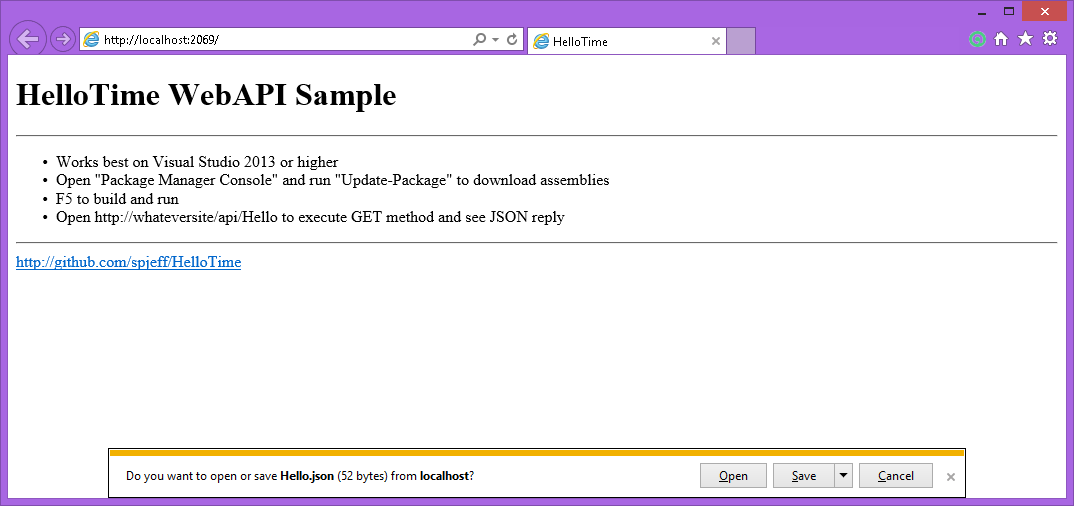 http://localhost:2069/
HelloTime
HelloTime WebAPI Sample
Works best on Visual Studio 2013 or higher
Open "Package Manager Console" and run "Update-Package" to download assemblies
F5 to build and run
Open http://whateversite/api/Hello to execute GET method and see JSON reply
http://github.com/spjeff/HelloTime
Do you want to open or save Hello.json (52 bytes) from localhost?
Open
Save
Cancel